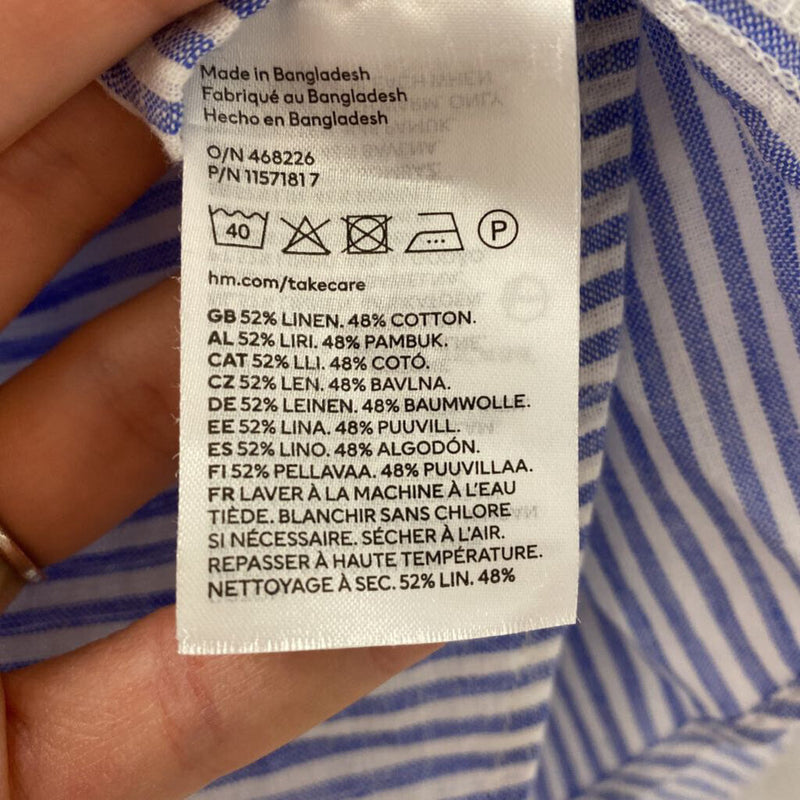 Made in Bangladesh
Fabriqué au Bangladesh
Hecho en Bangladesh
O/N 468226
P/N 1157181 7
40 P
hm.com/takecare
GB 52% LINEN. 48% COTTON.
AL 52% LIRI. 48% PAMBUK.
CAT 52% LLI. 48% COTÓ.
CZ 52% LEN. 48% BAVLNA.
DE 52% LEINEN. 48% BAUMWOLLE.
EE 52% LINA. 48% PUUVILL.
ES 52% LINO. 48% ALGODÓN.
FI 52% PELLAVAA. 48% PUUVILLAA.
FR LAVER À LA MACHINE À L'EAU
TIÈDE. BLANCHIR SANS CHLORE
SI NÉCESSAIRE. SÉCHER À L'AIR.
REPASSER À HAUTE TEMPÉRATURE.
NETTOYAGE À SEC. 52% LIN. 48%